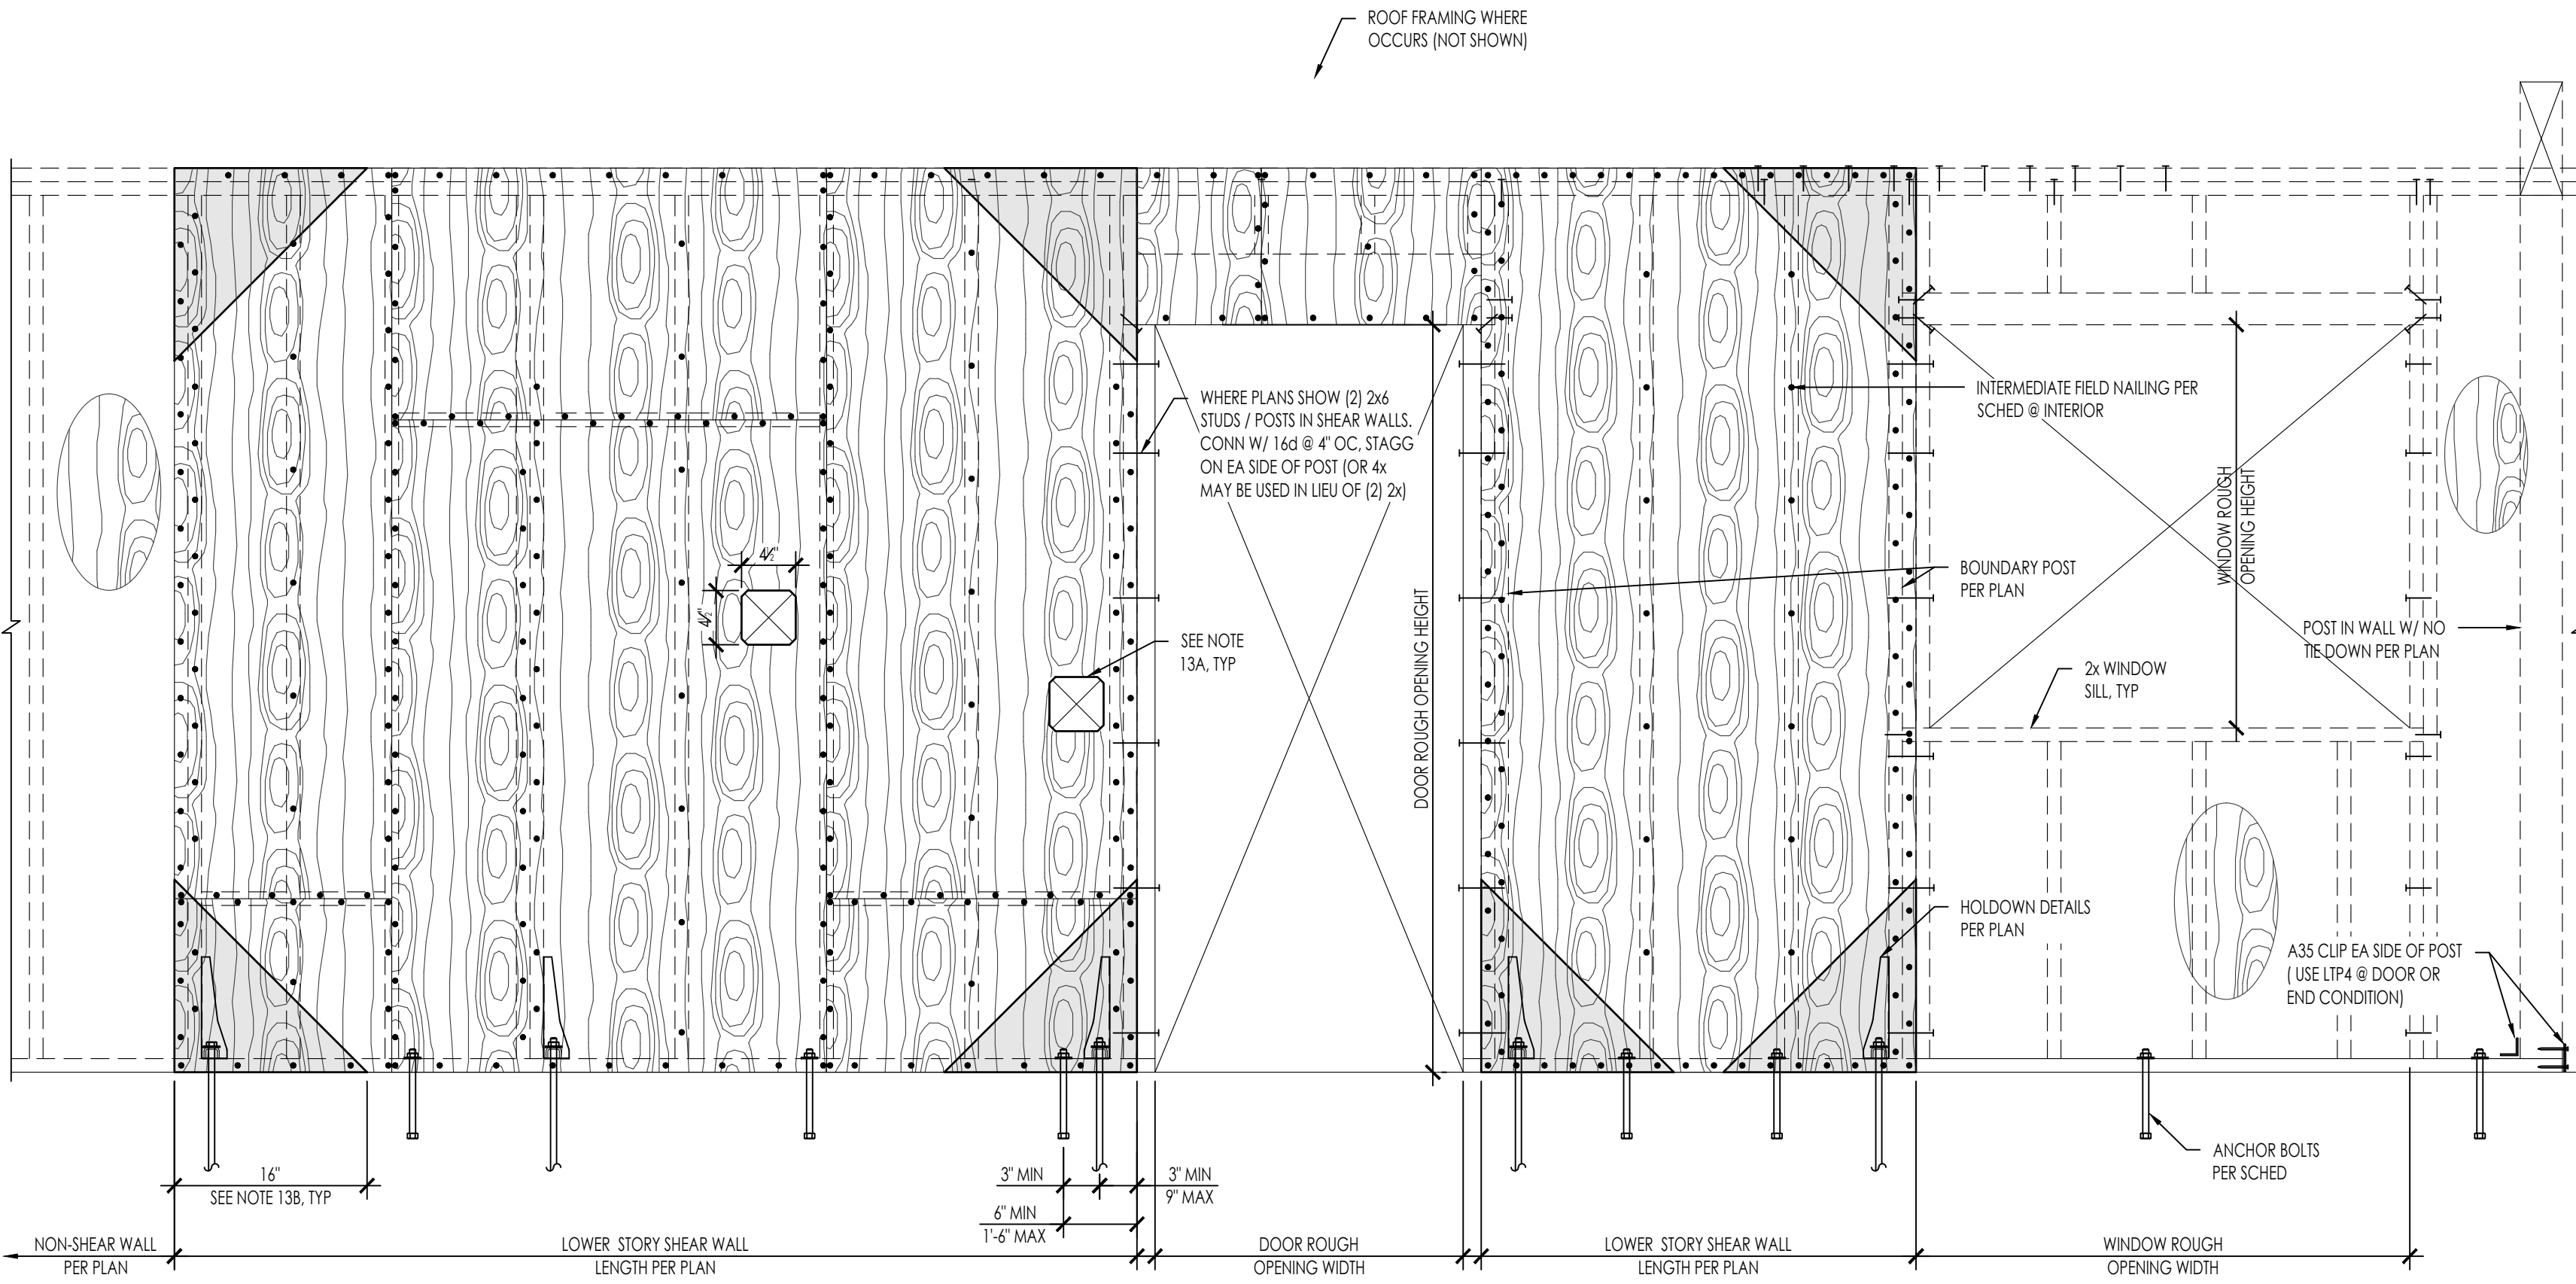 ROOF FRAMING WHERE
OCCURS (NOT SHOWN)
WHERE PLANS SHOW (2) 2x6
STUDS / POSTS IN SHEAR WALLS.
CONN W/ 16d @ 4" OC, STAGG
ON EA SIDE OF POST (OR 4x
MAY BE USED IN LIEU OF (2) 2x)
INTERMEDIATE FIELD NAILING PER
SCHED @ INTERIOR
WINDOW ROUGH
OPENING HEIGHT
4½"
4½"
BOUNDARY POST
PER PLAN
DOOR ROUGH OPENING HEIGHT
SEE NOTE
13A, TYP
POST IN WALL W/ NO
TIE DOWN PER PLAN
2x WINDOW
SILL, TYP
HOLDOWN DETAILS
PER PLAN
A35 CLIP EA SIDE OF POST
( USE LTP4 @ DOOR OR
END CONDITION)
ANCHOR BOLTS
PER SCHED
16"
SEE NOTE 13B, TYP
3" MIN
3" MIN
9" MAX
6" MIN
1'-6" MAX
NON-SHEAR WALL
PER PLAN
LOWER STORY SHEAR WALL
LENGTH PER PLAN
DOOR ROUGH
OPENING WIDTH
LOWER STORY SHEAR WALL
LENGTH PER PLAN
WINDOW ROUGH
OPENING WIDTH